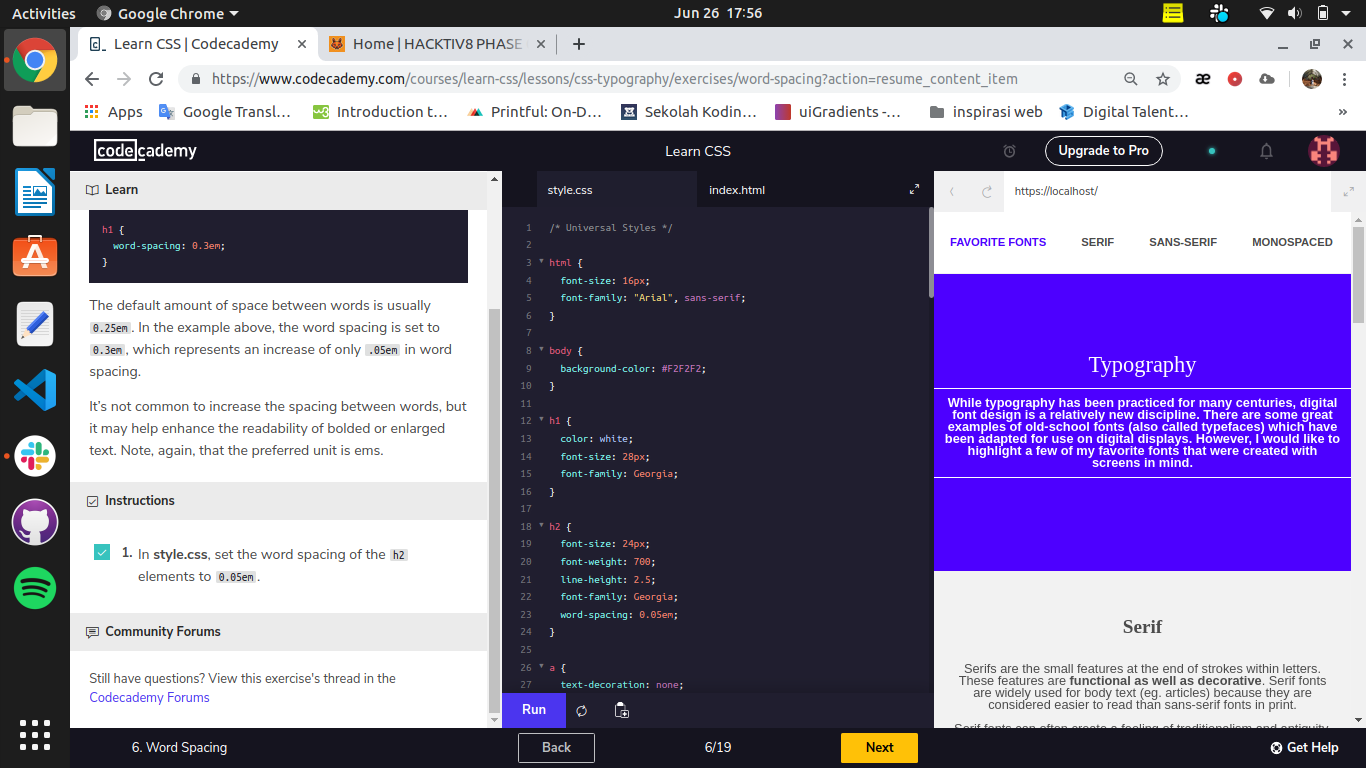 Activities
Google Chrome
Jun 26 17:56
Learn CSS | Codecademy
Home | HACKTIV8 PHASE
https://www.codecademy.com/courses/learn-css/lessons/css-typography/exercises/word-spacing?action=resume_content_item
Apps
Google Transl...
Introduction t...
Printful: On-D...
Sekolah Kodin...
uiGradients -...
inspirasi web
Digital Talent...
»
codecademy
Learn CSS
Upgrade to Pro
Learn
h1 {
word-spacing: 0.3em;
}
The default amount of space between words is usually
0.25em. In the example above, the word spacing is set to
0.3em, which represents an increase of only .05em in word
spacing.
It's not common to increase the spacing between words, but
it may help enhance the readability of bolded or enlarged
text. Note, again, that the preferred unit is ems.
Instructions
1. In style.css, set the word spacing of the h2
elements to 0.05em.
Community Forums
Still have questions? View this exercise's thread in the
Codecademy Forums
style.css
index.html
1 /* Universal Styles */
2
3 html {
4 font-size: 16px;
5 font-family: "Arial", sans-serif;
6 }
7
8 body {
9 background-color: #F2F2F2;
10 }
11
12 h1 {
13 color: white;
14 font-size: 28px;
15 font-family: Georgia;
16 }
17
18 h2 {
19 font-size: 24px;
20 font-weight: 700;
21 line-height: 2.5;
22 font-family: Georgia;
23 word-spacing: 0.05em;
24 }
25
26 a {
27 text-decoration: none;
Run
https://localhost/
FAVORITE FONTS
SERIF
SANS-SERIF
MONOSPACED
Typography
While typography has been practiced for many centuries, digital
font design is a relatively new discipline. There are some great
examples of old-school fonts (also called typefaces) which have
been adapted for use on digital displays. However, I would like to
highlight a few of my favorite fonts that were created with
screens in mind.
Serif
Serifs are the small features at the end of strokes within letters.
These features are functional as well as decorative. Serif fonts
are widely used for body text (eg. articles) because they are
considered easier to read than sans-serif fonts in print.
Serif fonts can often create a feeling of traditionalism and antiquity,
6. Word Spacing
Back
6/19
Next
Get Help